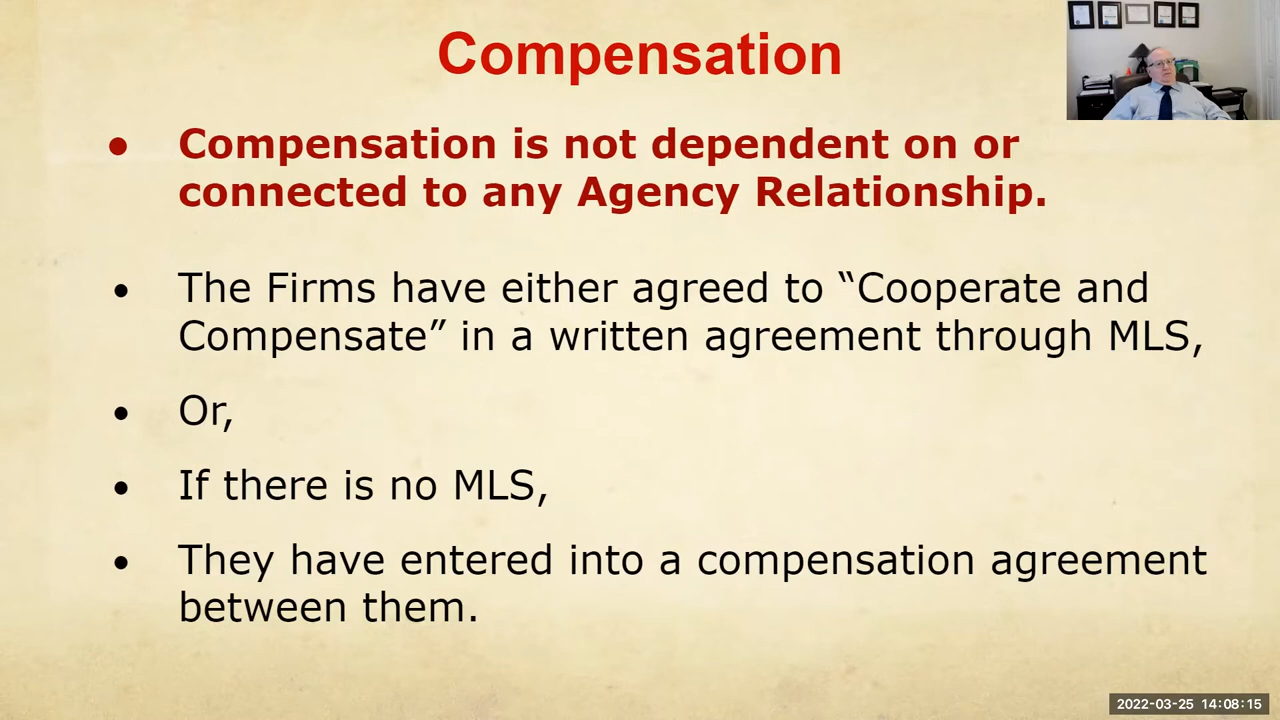 Compensation
• Compensation is not dependent on or
connected to any Agency Relationship.
• The Firms have either agreed to “Cooperate and
Compensate” in a written agreement through MLS,
• Or,
• If there is no MLS,
• They have entered into a compensation agreement
between them.
2022-03-25 14:08:15